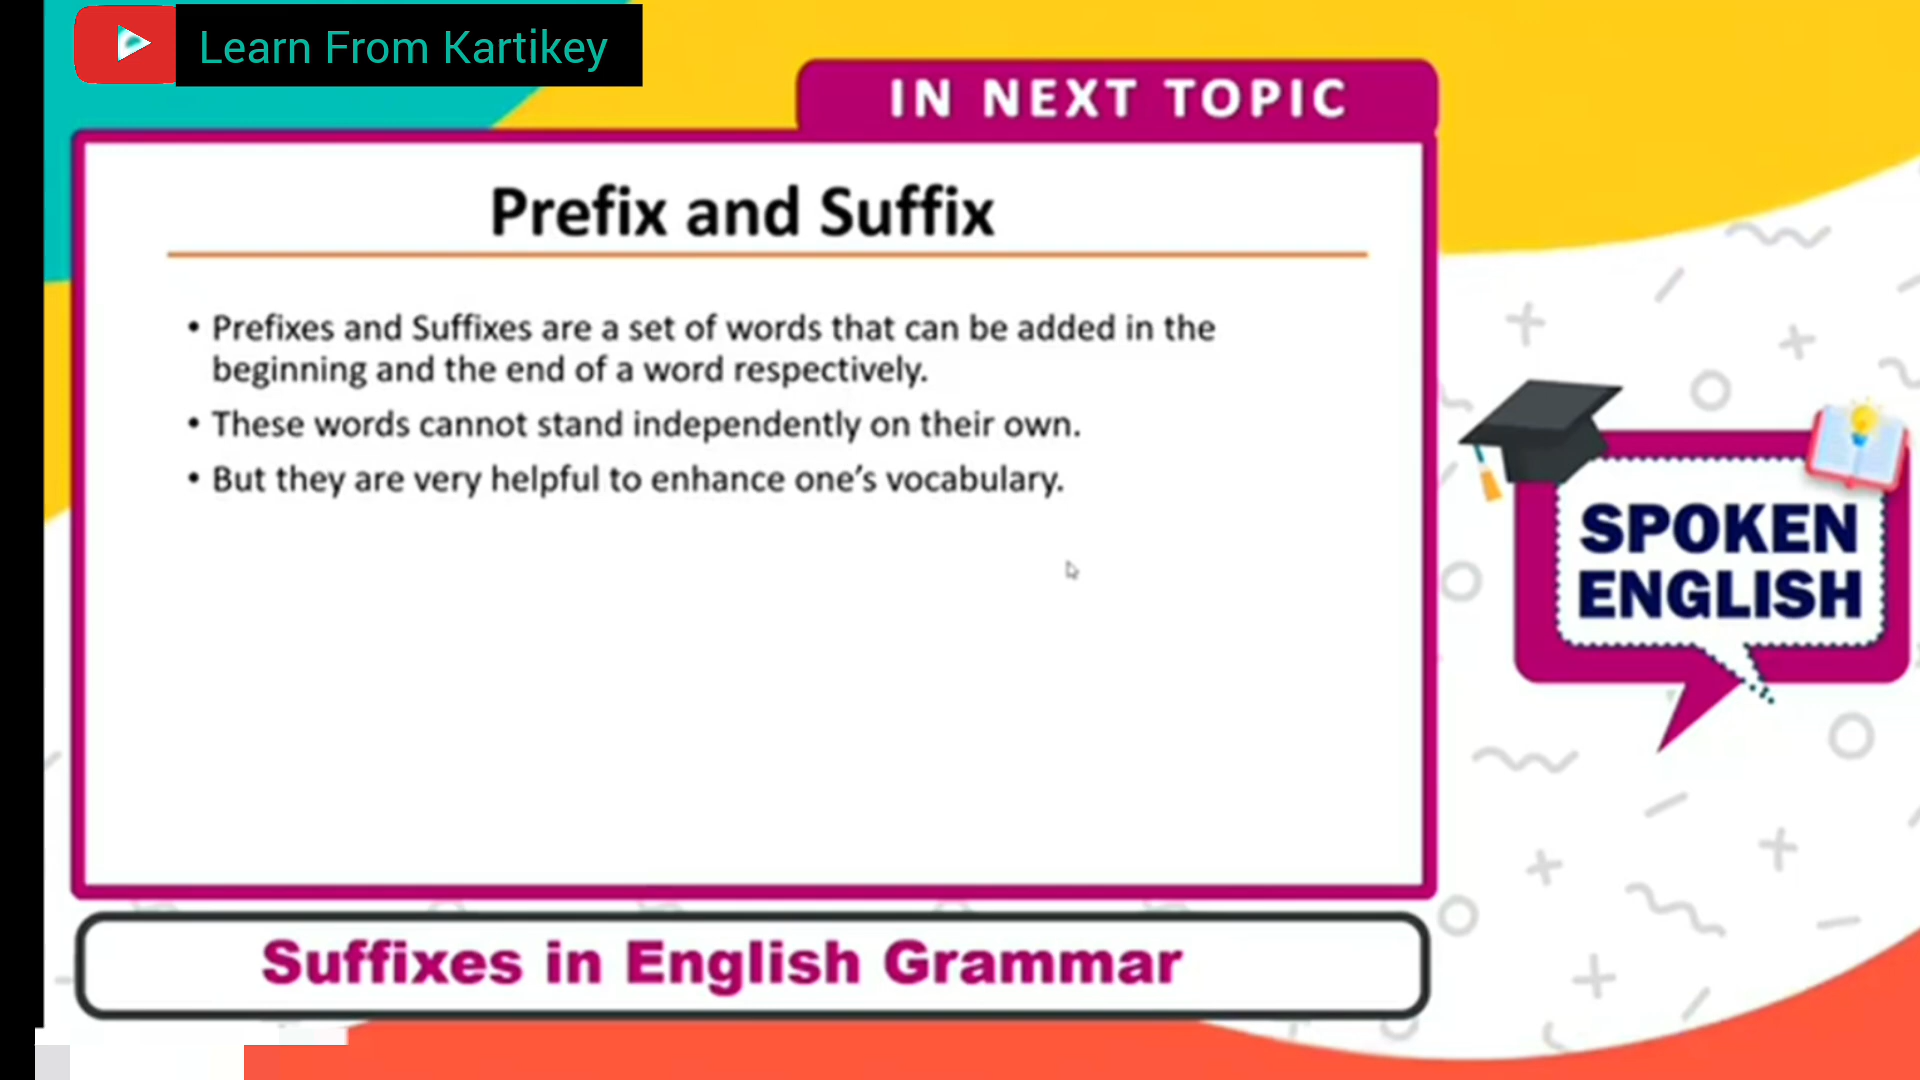 Learn From Kartikey
IN NEXT TOPIC
Prefix and Suffix
• Prefixes and Suffixes are a set of words that can be added in the
beginning and the end of a word respectively.
• These words cannot stand independently on their own.
• But they are very helpful to enhance one’s vocabulary.
SPOKEN
ENGLISH
Suffixes in English Grammar